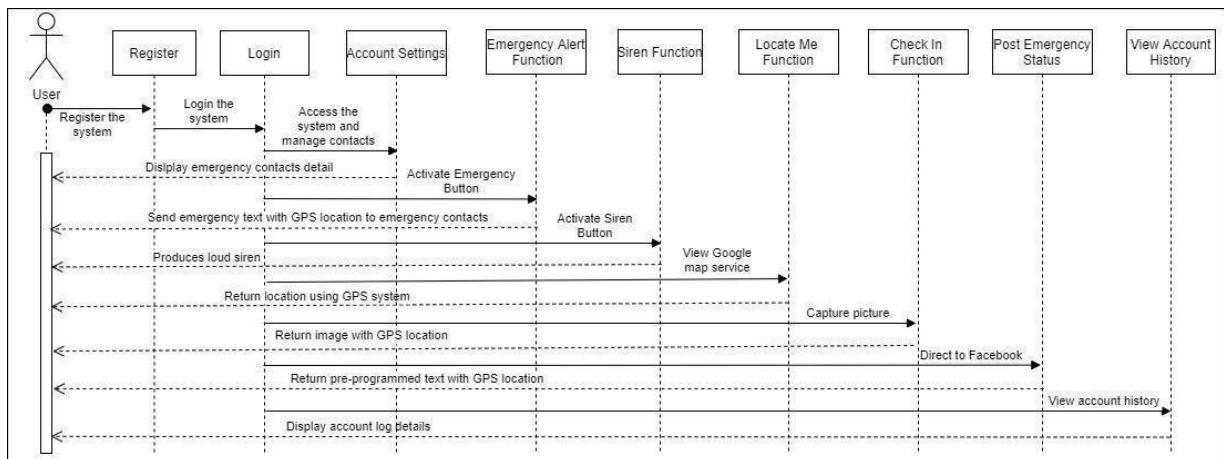 User
Register
Login
Account Settings
Emergency Alert
Function
Siren Function
Locate Me
Function
Check In
Function
Post Emergency
Status
View Account
History
Register the
system
Login the
system
Access the
system and
manage contacts
Dislplay emergency contacts detail
Activate Emergency
Button
Send emergency text with GPS location to emergency contacts
Activate Siren
Button
Produces loud siren
View Google
map service
Return location using GPS system
Capture picture
Return image with GPS location
Direct to Facebook
Return pre-programmed text with GPS location
View account history
Display account log details